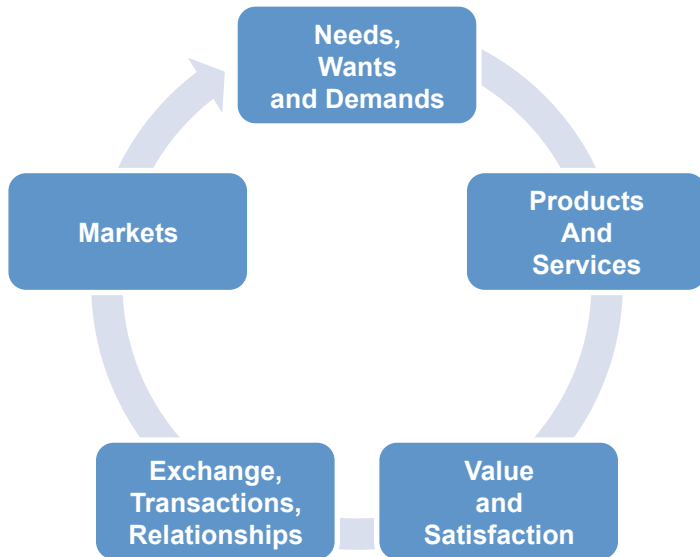 Needs,
Wants
and Demands
Products
And
Services
Value
and
Satisfaction
Exchange,
Transactions,
Relationships
Markets